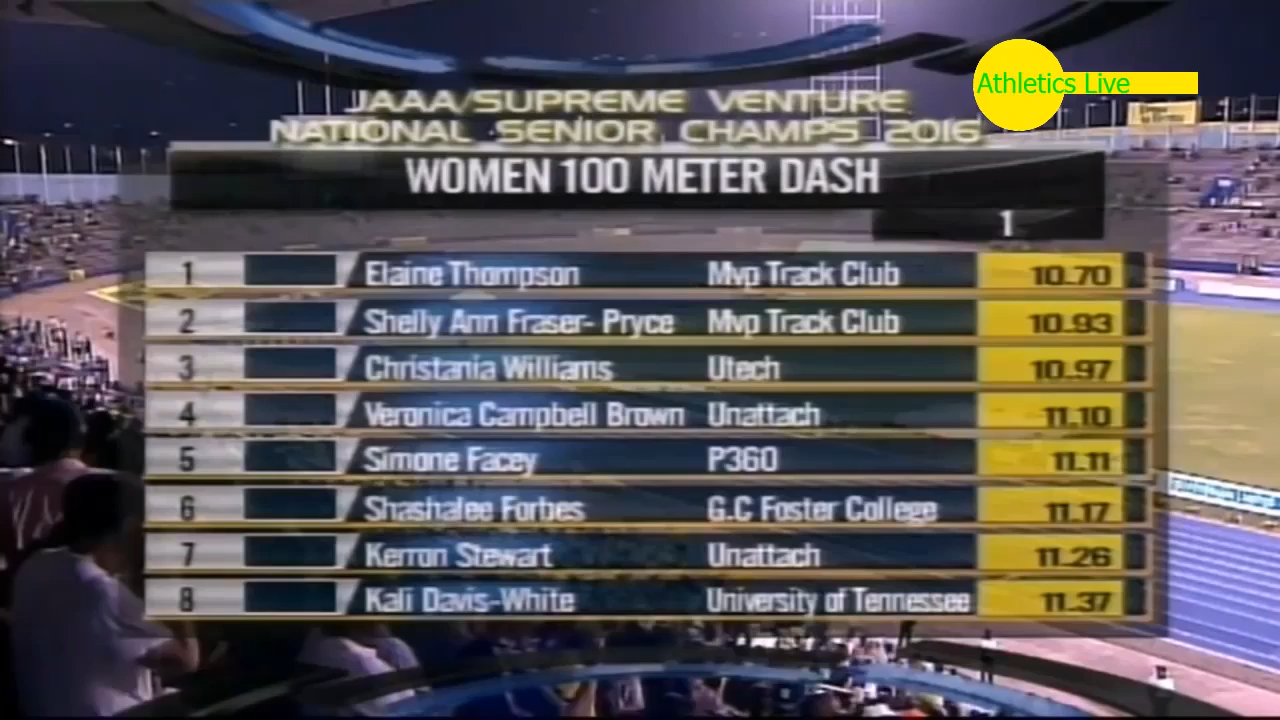 Athletics Live
JAAA/SUPREME VENTURE
NATIONAL SENIOR CHAMPS 2016
WOMEN 100 METER DASH
1
1 Elaine Thompson Mvp Track Club 10.70
2 Shelly Ann Fraser- Pryce Mvp Track Club 10.93
3 Christania Williams Utech 10.97
4 Veronica Campbell Brown Unattach 11.10
5 Simone Facey P360 11.11
6 Shashalee Forbes G.C Foster College 11.17
7 Kerron Stewart Unattach 11.26
8 Kali Davis-White University of Tennessee 11.37